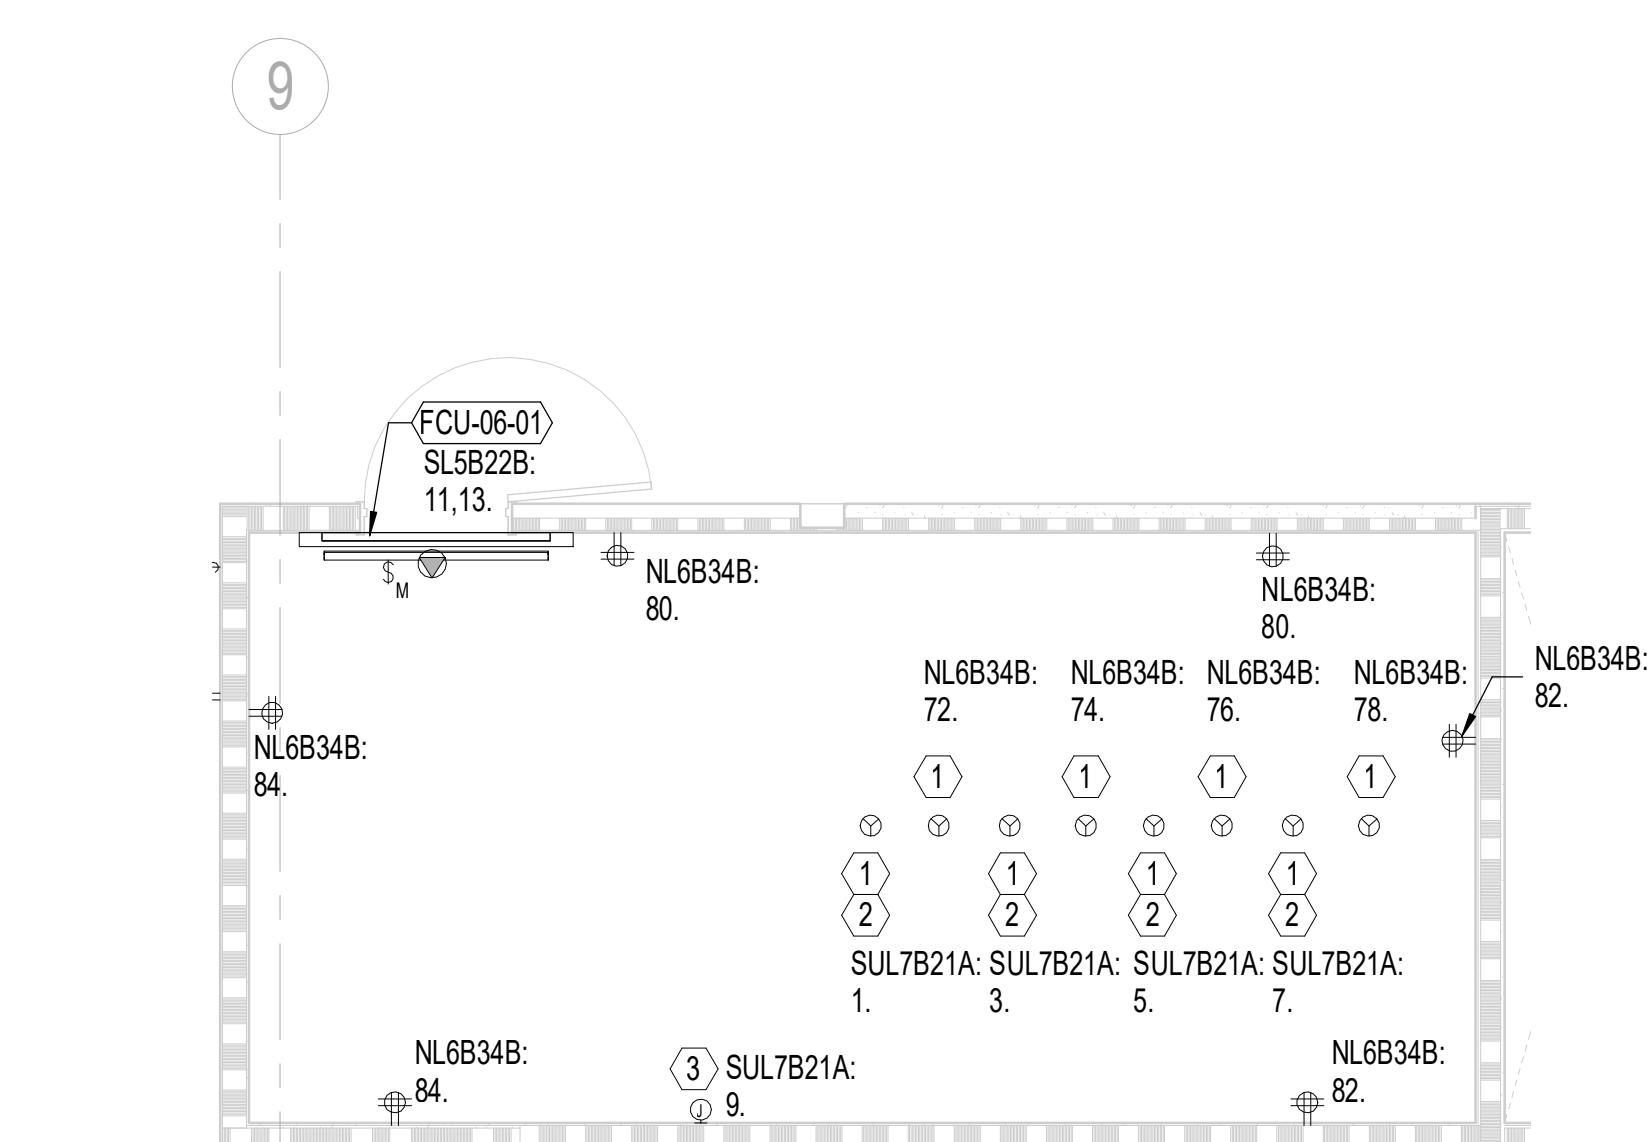 9
FCU-06-01
SL5B22B:
11,13.
$
M
NL6B34B:
80.
NL6B34B:
80.
NL6B34B:
72.
NL6B34B:
74.
NL6B34B:
76.
NL6B34B:
78.
NL6B34B:
82.
NL6B34B:
84.
1
1
1
1
1
2
1
2
1
2
1
2
SUL7B21A:
1.
SUL7B21A:
3.
SUL7B21A:
5.
SUL7B21A:
7.
NL6B34B:
84.
3
SUL7B21A:
9.
J
NL6B34B:
82.